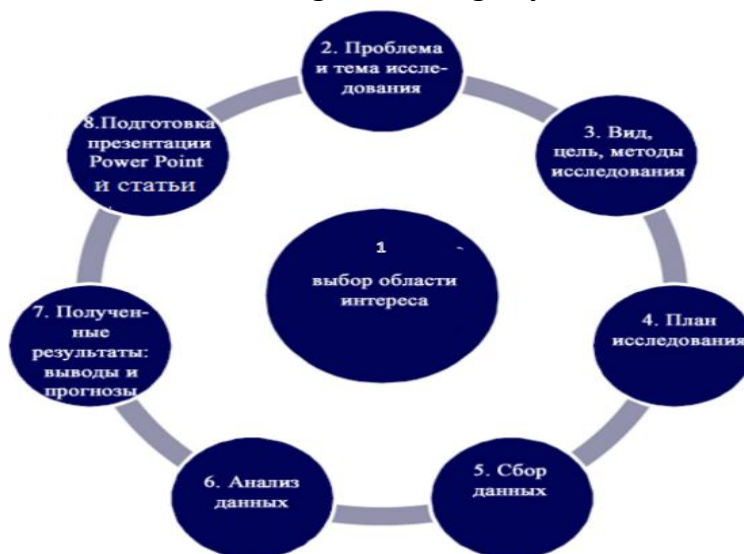 1
выбор области
интереса
2. Проблема
и тема иссле-
дования
3. Вид,
цель, методы
исследования
4. План
исследования
5. Сбор
данных
6. Анализ
данных
7. Получен-
ные
результаты:
выводы и
прогнозы
8.Подготовка
презентации
Power Point
и статьи